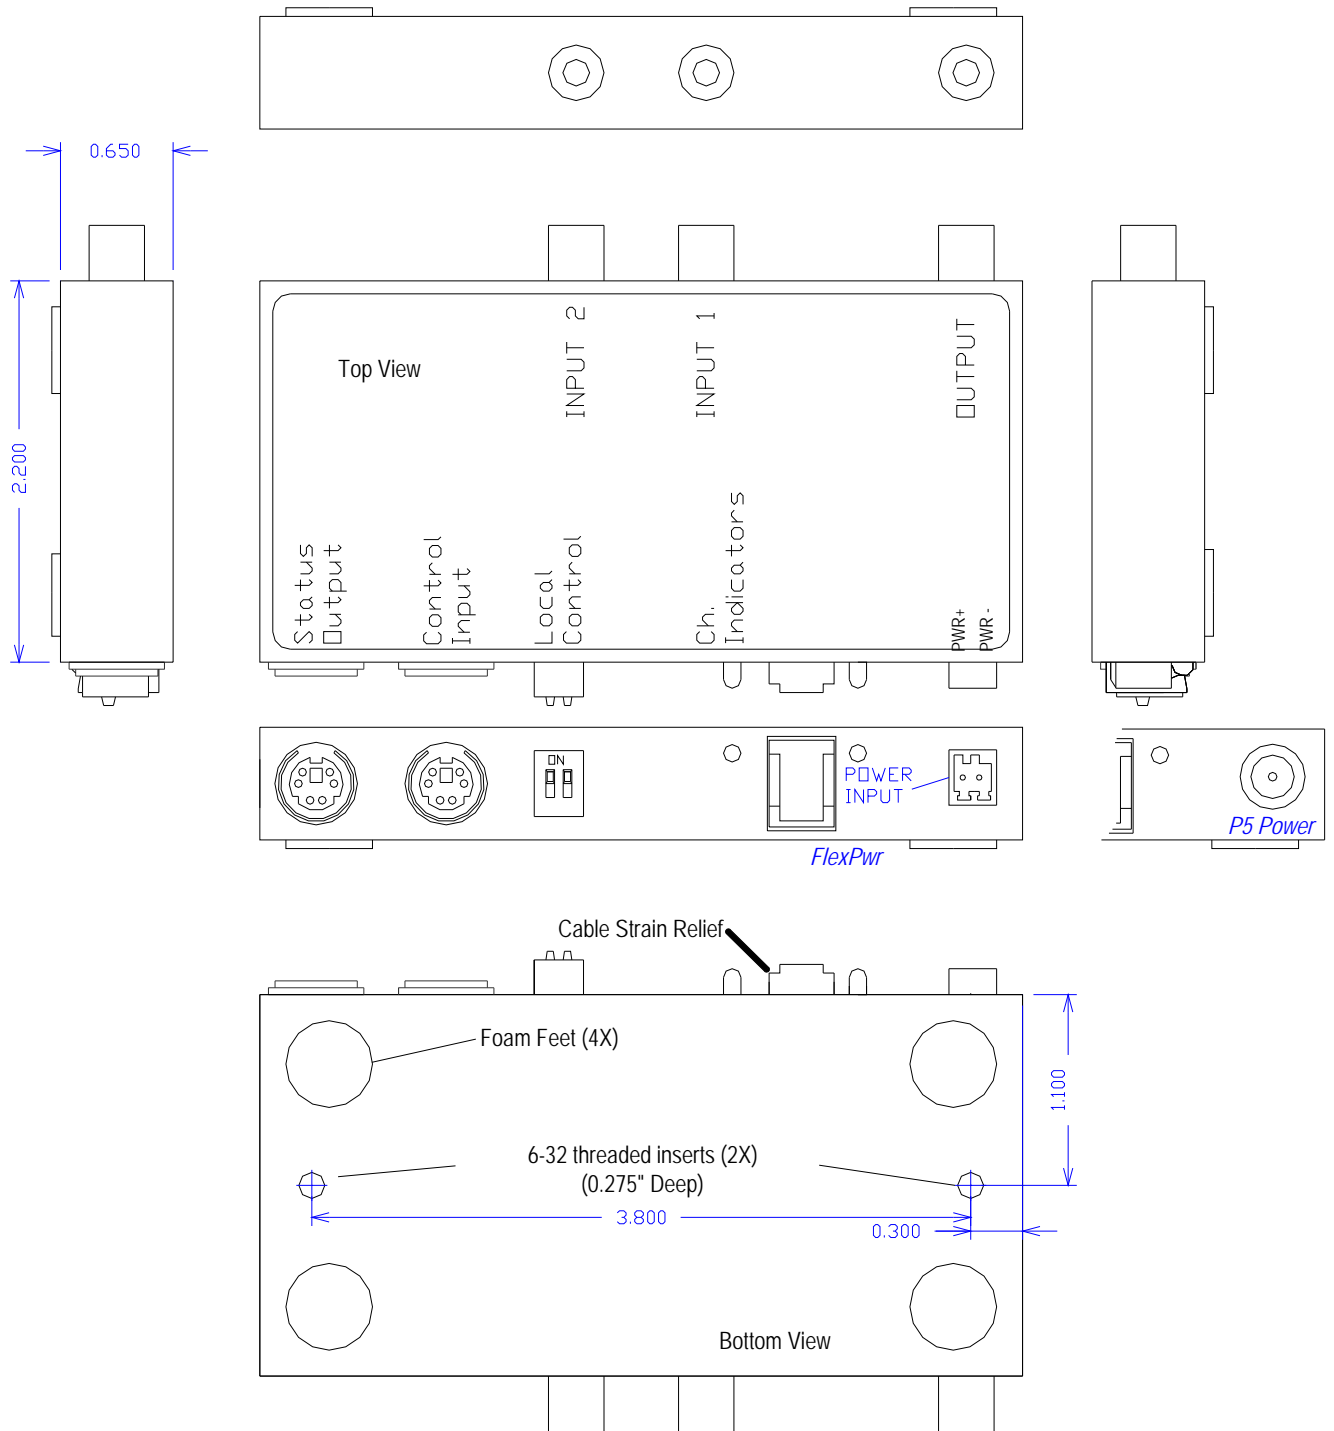 0.650
2.200
Top View
INPUT 2
INPUT 1
OUTPUT
Status
Output
Control
Input
Local
Control
Ch.
Indicators
PWR+
PWR-
ON
POWER
INPUT
FlexPwr
P5 Power
Cable Strain Relief
Foam Feet (4X)
1.100
6-32 threaded inserts (2X)
(0.275" Deep)
3.800
0.300
Bottom View